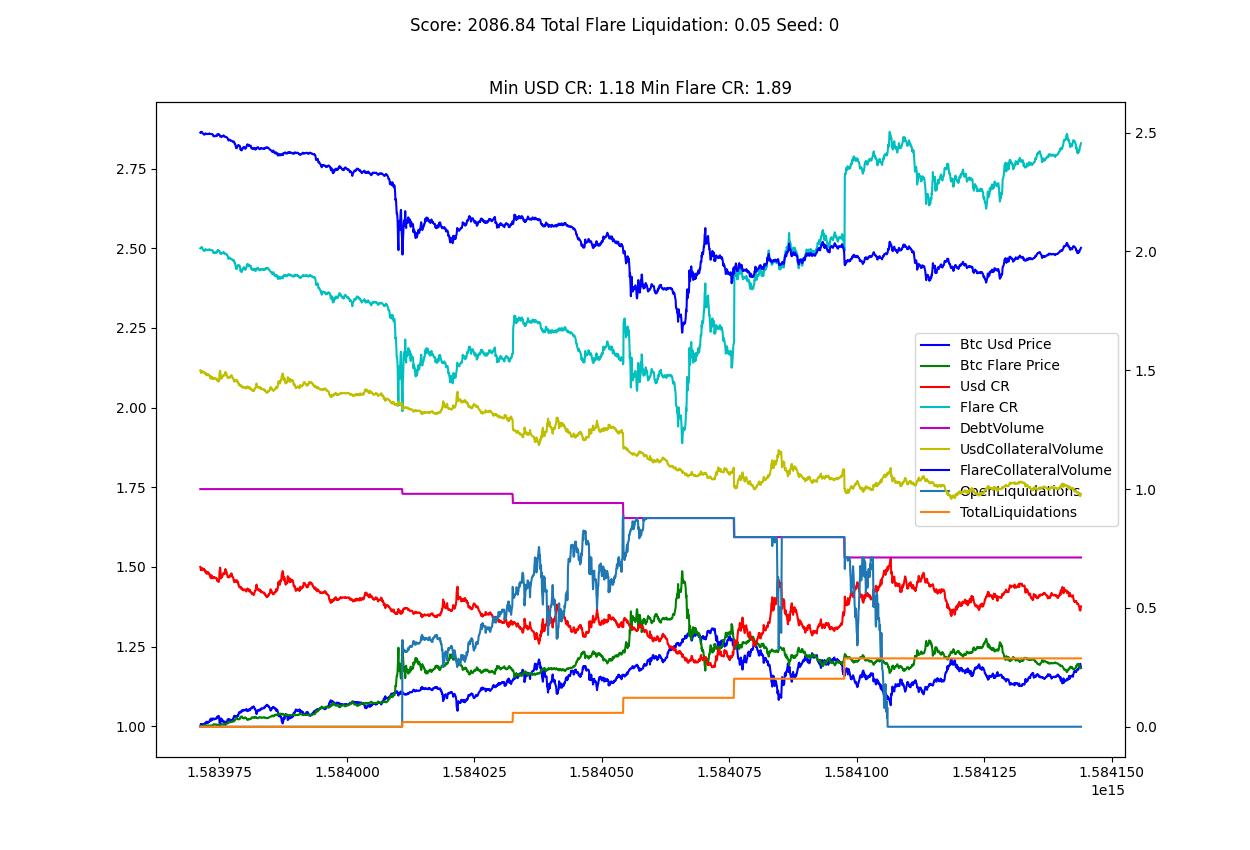 Score: 2086.84 Total Flare Liquidation: 0.05 Seed: 0
Min USD CR: 1.18 Min Flare CR: 1.89
2.75
2.50
2.25
2.00
1.75
1.50
1.25
1.00
2.5
2.0
1.5
1.0
0.5
0.0
Btc Usd Price
Btc Flare Price
Usd CR
Flare CR
DebtVolume
UsdCollateralVolume
FlareCollateralVolume
OpenLiquidations
TotalLiquidations
1.583975 1.584000 1.584025 1.584050 1.584075 1.584100 1.584125 1.584150
1e15